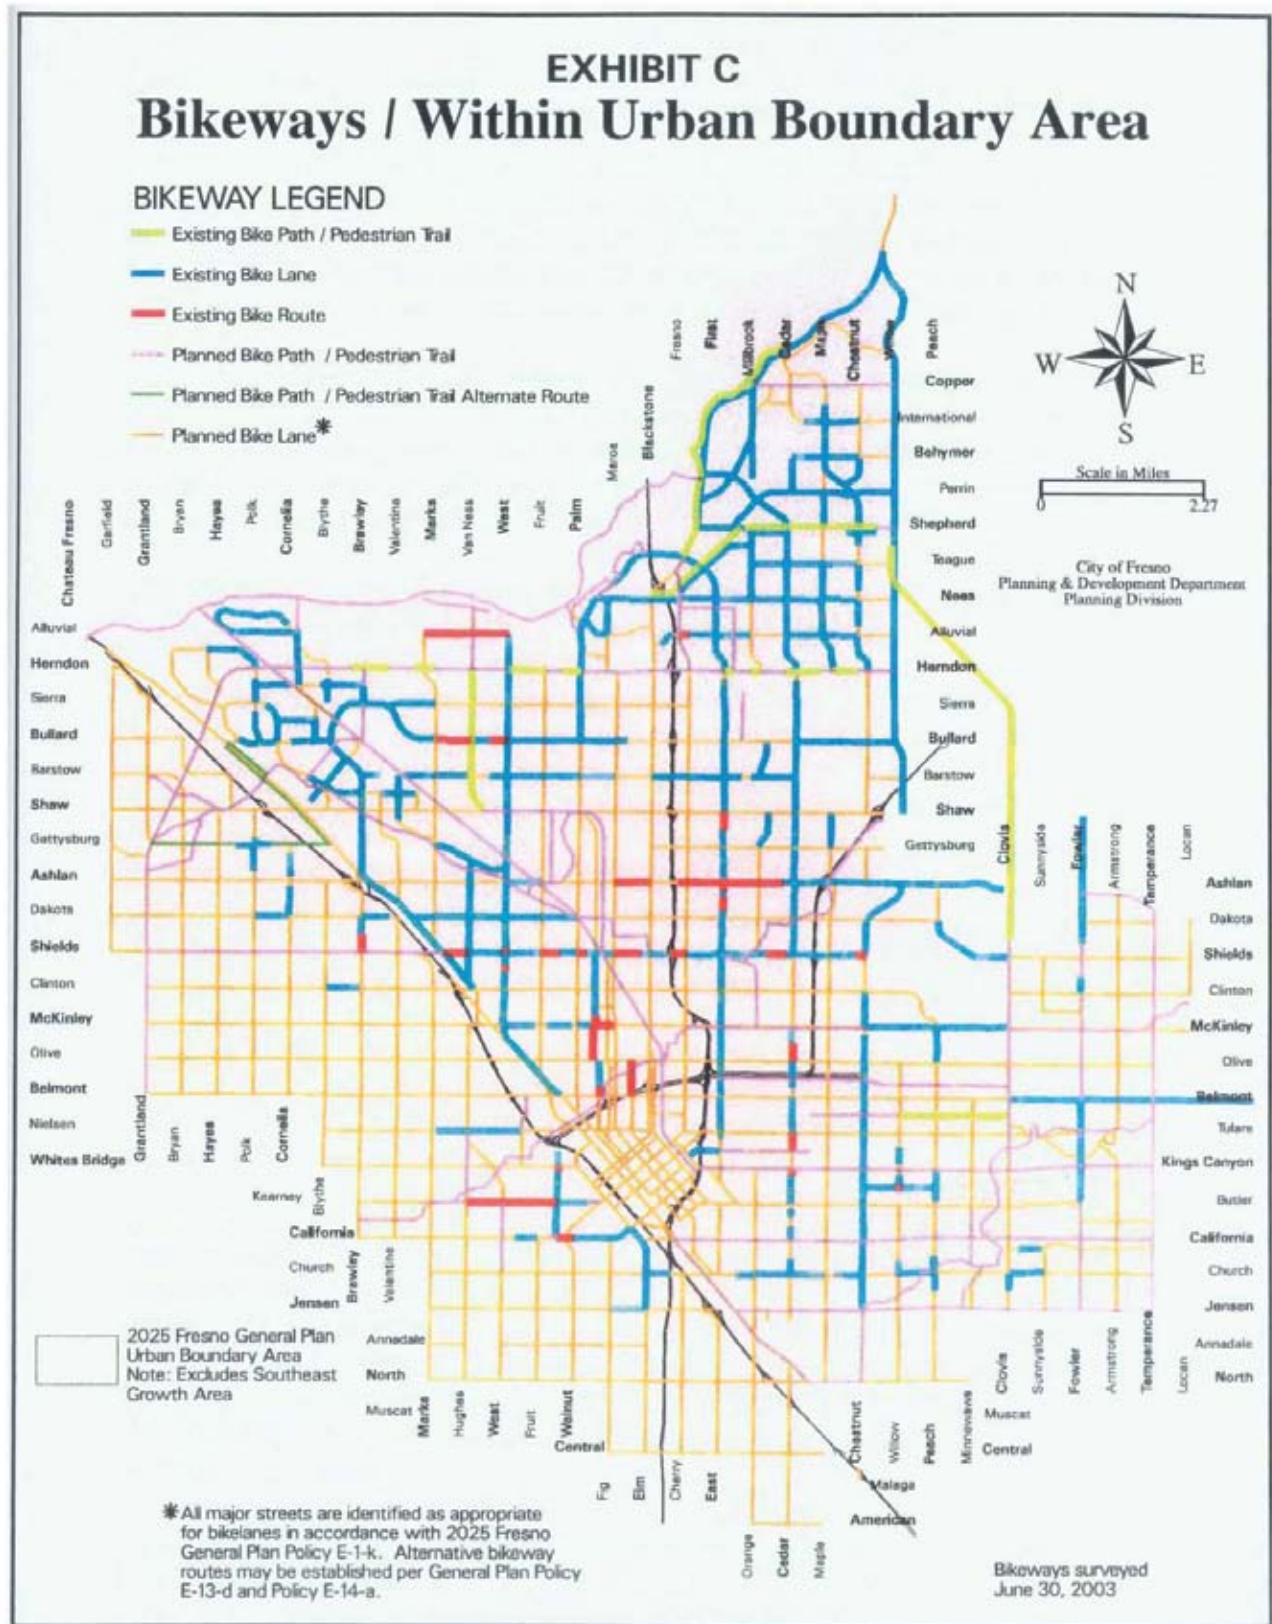 EXHIBIT C
Bikeways / Within Urban Boundary Area
BIKEWAY LEGEND
Existing Bike Path / Pedestrian Trail
Existing Bike Lane
Existing Bike Route
Planned Bike Path / Pedestrian Trail
Planned Bike Path / Pedestrian Trail Alternate Route
Planned Bike Lane*
N
W
E
S
Scale in Miles
0
2.27
City of Fresno
Planning & Development Department
Planning Division
Fresno
First
Millbrook
Cedar
Maple
Chestnut
Willow
Peach
Maroa
Blackstone
Copper
International
Behymer
Perrin
Shepherd
Teague
Nees
Alluvial
Herndon
Sierra
Bullard
Barstow
Shaw
Gettysburg
Chateau Fresno
Garfield
Grantland
Bryan
Hayes
Polk
Cornelia
Blythe
Brawley
Valentine
Marks
Van Ness
West
Fruit
Palm
Alluvial
Herndon
Sierra
Bullard
Barstow
Shaw
Gettysburg
Ashlan
Dakota
Shields
Clinton
McKinley
Olive
Belmont
Nielsen
Whites Bridge
Clovis
Sunnyside
Fowler
Armstrong
Temperance
Locan
Ashlan
Dakota
Shields
Clinton
McKinley
Olive
Belmont
Tulare
Kings Canyon
Butler
California
Church
Jensen
Annadale
North
Grantland
Bryan
Hayes
Polk
Cornelia
Kearney
Blythe
California
Church
Brawley
Valentine
Jensen
Annadale
North
Muscat
Marks
Hughes
West
Fruit
Walnut
Central
Fig
Elm
Cherry
East
Orange
Cedar
Maple
Chestnut
Willow
Peach
Minnewawa
Clovis
Sunnyside
Fowler
Armstrong
Temperance
Locan
Muscat
Central
Malaga
American
2025 Fresno General Plan
Urban Boundary Area
Note: Excludes Southeast
Growth Area
*All major streets are identified as appropriate
for bikelanes in accordance with 2025 Fresno
General Plan Policy E-1-k. Alternative bikeway
routes may be established per General Plan Policy
E-13-d and Policy E-14-a.
Bikeways surveyed
June 30, 2003